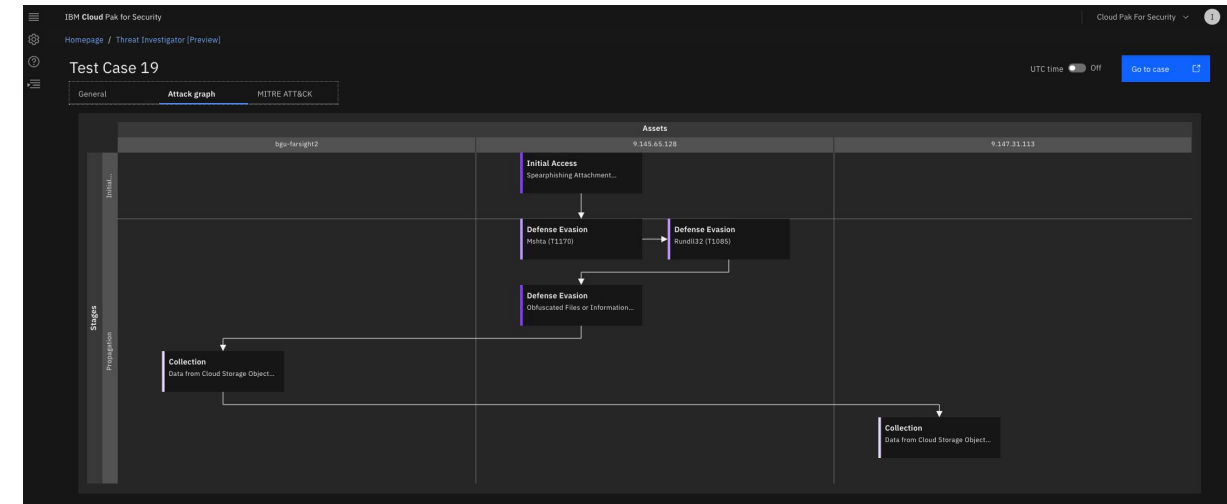 IBM Cloud Pak for Security
Cloud Pak For Security
I
Homepage / Threat Investigator [Preview]
Test Case 19
UTC time Off
Go to case
General Attack graph MITRE ATT&CK
Assets
bgu-farsight2 9.145.65.128 9.147.31.113
Stages
Initial...
Initial Access
Spearphishing Attachment...
Propagation
Defense Evasion
Mshta (T1170)
Defense Evasion
Rundll32 (T1085)
Defense Evasion
Obfuscated Files or Information...
Collection
Data from Cloud Storage Object...
Collection
Data from Cloud Storage Object...